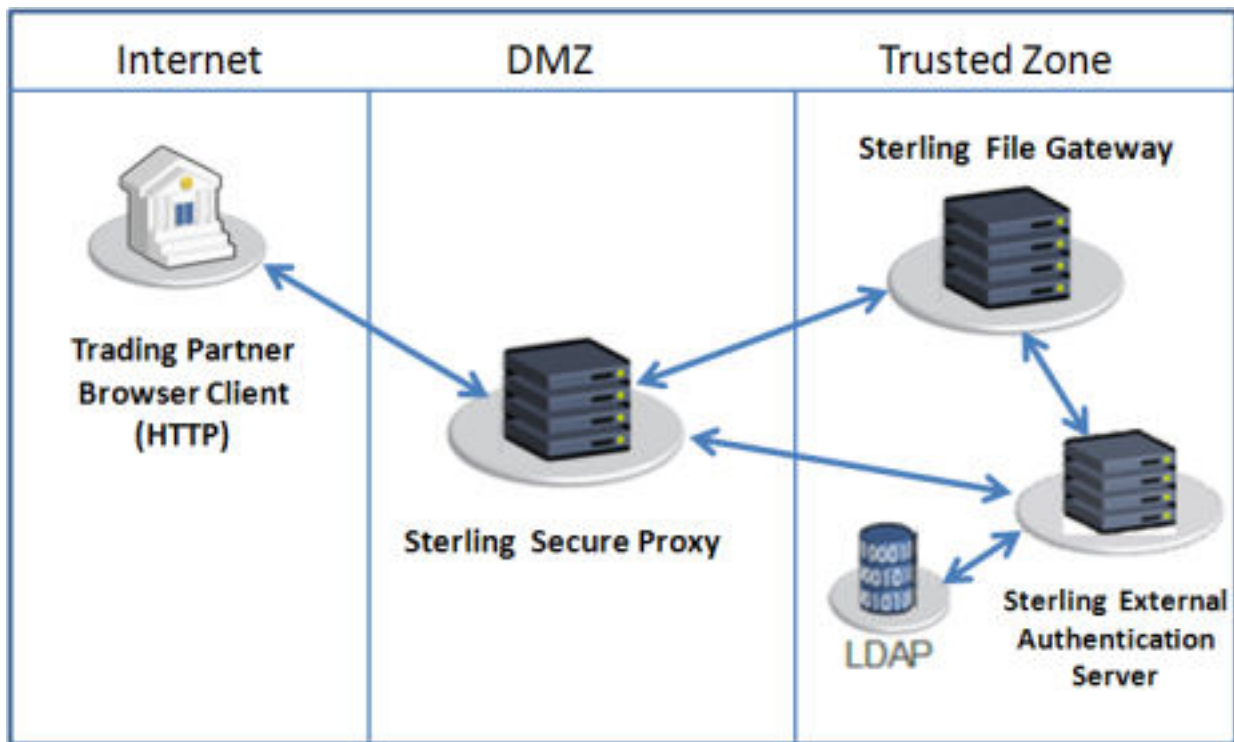 Internet
DMZ
Trusted Zone
Trading Partner
Browser Client
(HTTP)
Sterling Secure Proxy
Sterling File Gateway
LDAP
Sterling External
Authentication
Server